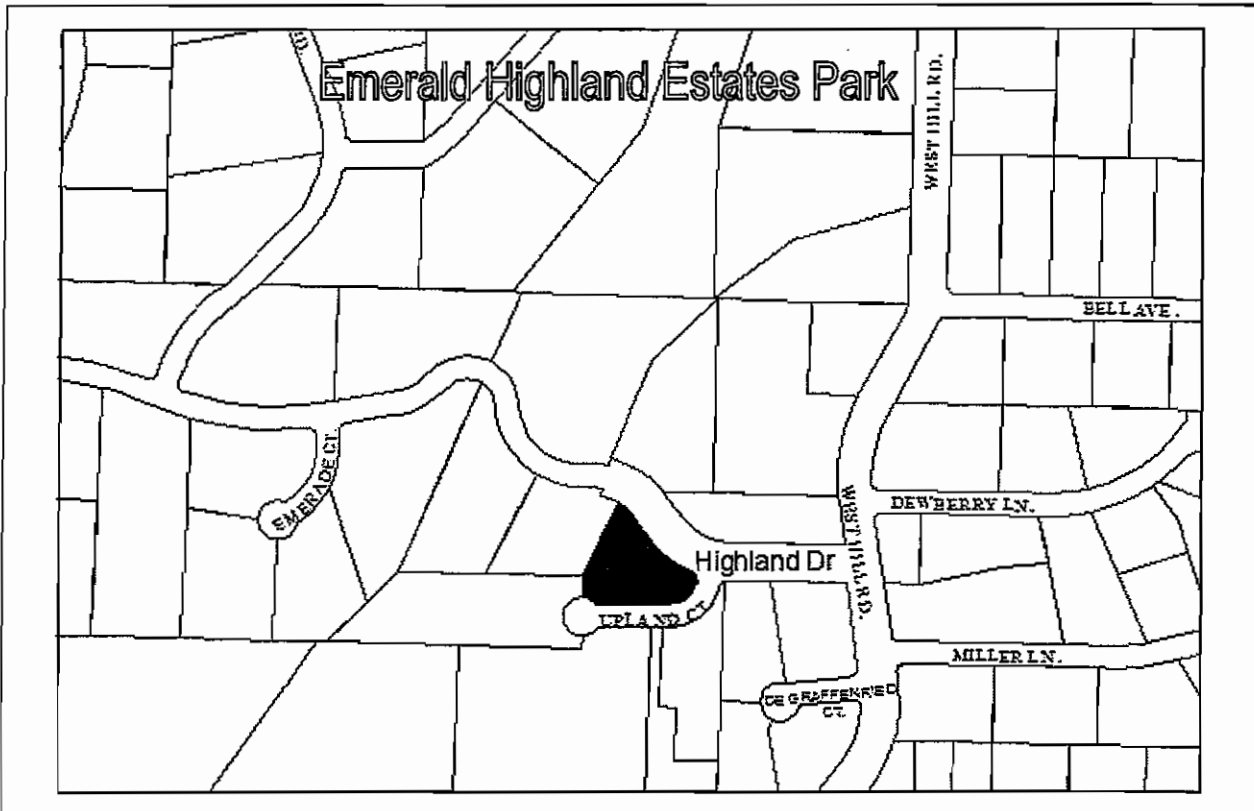 RD.
Emerald Highland Estates Park
WEST HILL RD.
BELL AVE.
EMERADE CT.
WEST HILL RD.
DEWBERRY LN.
Highland Dr
UPLAND CT.
MILLER LN.
DE GRAFFENRIED
CT.